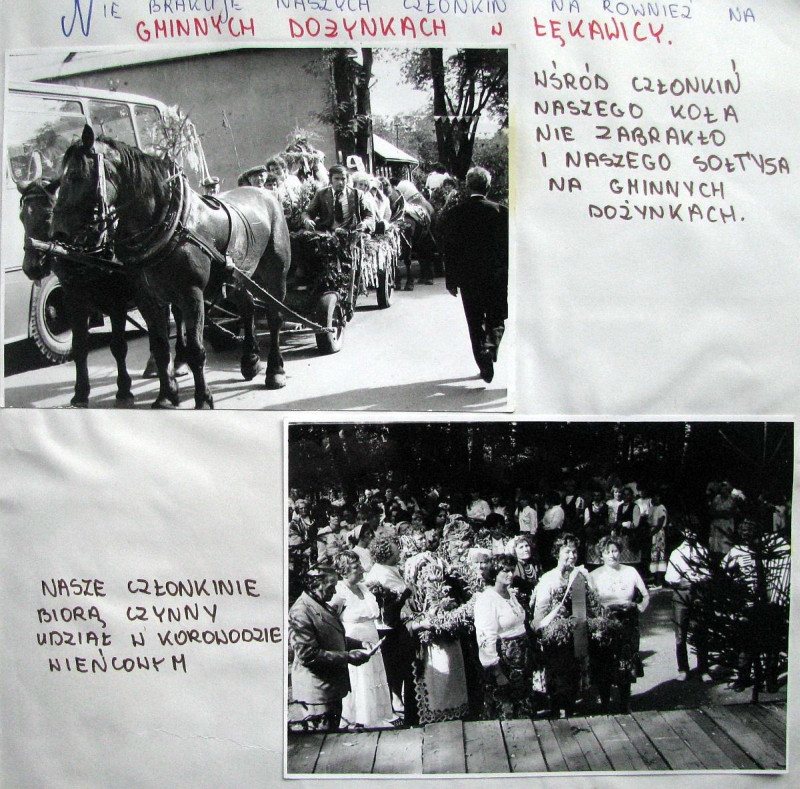 NIE BRAKUJE NASZYCH CZŁONKIŃ NA RÓWNIEŻ NA
GMINNYCH DOŻYNKACH W ŁĘKAWICY.
WŚRÓD CZŁONKIŃ
NASZEGO KOŁA
NIE ZABRAKŁO
I NASZEGO SOŁTYSA
NA GMINNYCH
DOŻYNKACH.
NASZE CZŁONKINIE
BIORĄ CZYNNY
UDZIAŁ W KOROWODZIE
WIEŃCOWYM